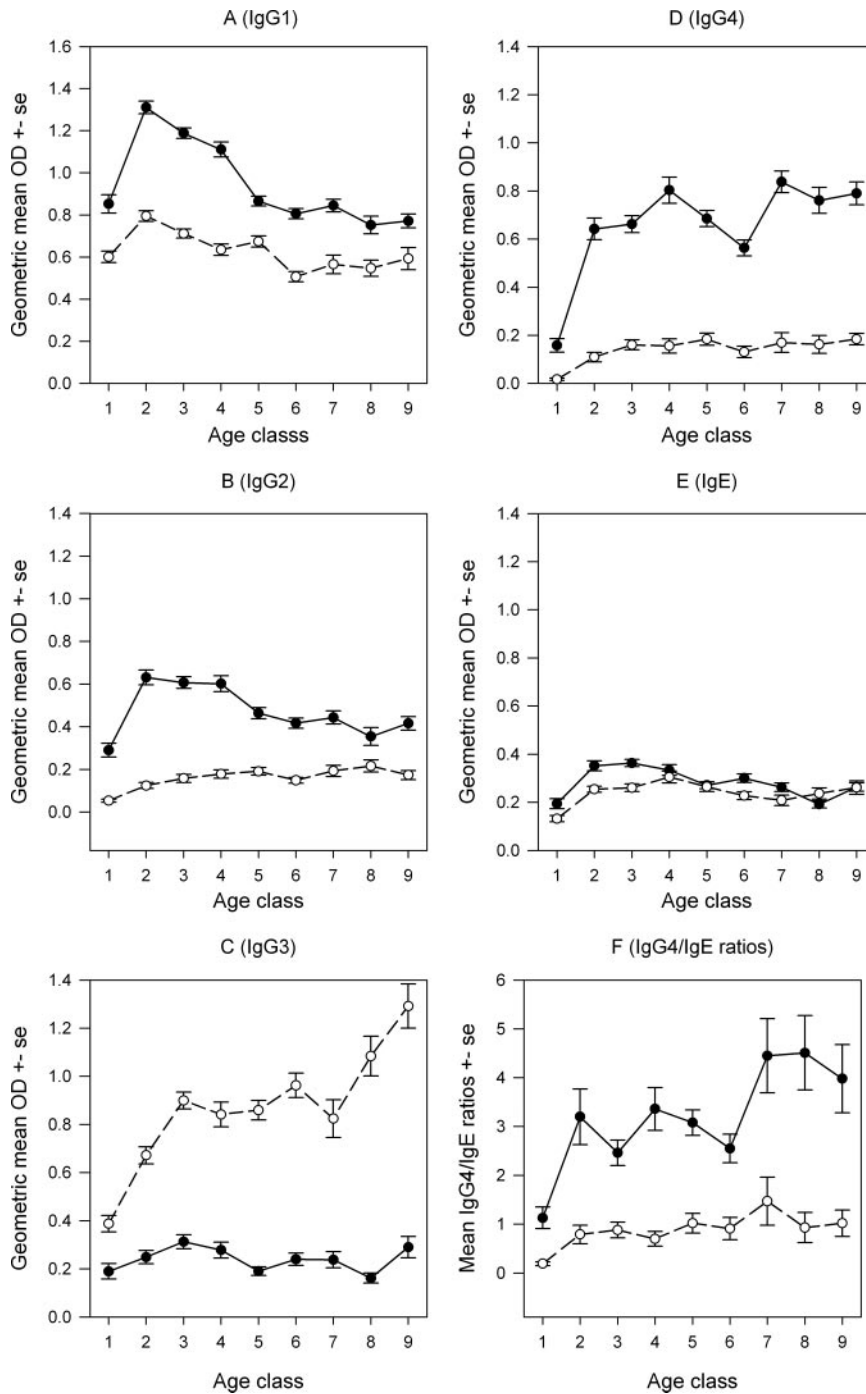 A (IgG1)
Geometric mean OD +- se
1.6
1.4
1.2
1.0
0.8
0.6
0.4
0.2
0.0
1 2 3 4 5 6 7 8 9
Age classs
D (IgG4)
Geometric mean OD +- se
1.4
1.2
1.0
0.8
0.6
0.4
0.2
0.0
1 2 3 4 5 6 7 8 9
Age class
B (IgG2)
Geometric mean OD +- se
1.4
1.2
1.0
0.8
0.6
0.4
0.2
0.0
1 2 3 4 5 6 7 8 9
Age class
E (IgE)
Geometric mean OD +- se
1.4
1.2
1.0
0.8
0.6
0.4
0.2
0.0
1 2 3 4 5 6 7 8 9
Age class
C (IgG3)
Geometric mean OD +- se
1.4
1.2
1.0
0.8
0.6
0.4
0.2
0.0
1 2 3 4 5 6 7 8 9
Age class
F (IgG4/IgE ratios)
Mean IgG4/IgE ratios +- se
6
5
4
3
2
1
0
1 2 3 4 5 6 7 8 9
Age class